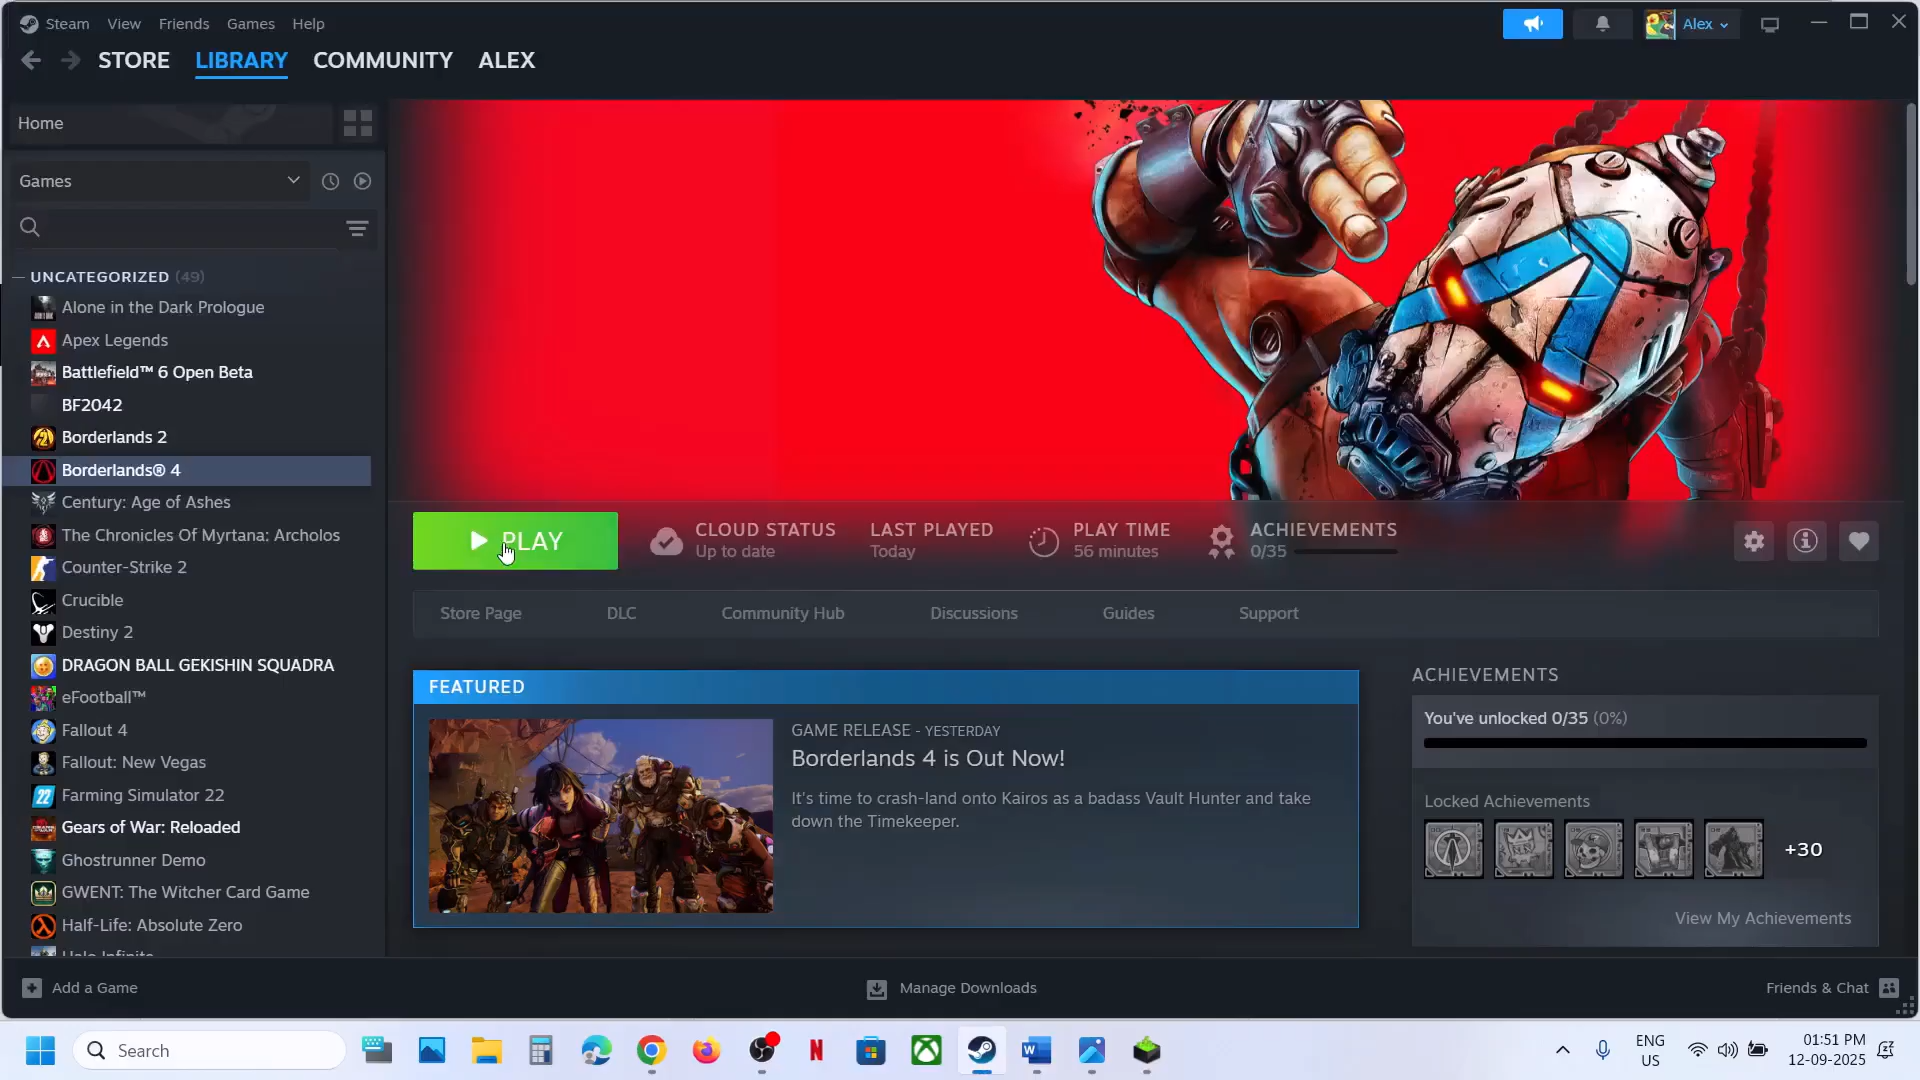 Steam View Friends Games Help
Alex
STORE LIBRARY COMMUNITY ALEX
Home
Games
UNCATEGORIZED (49)
Alone in the Dark Prologue
Apex Legends
Battlefield™ 6 Open Beta
BF2042
Borderlands 2
Borderlands® 4
Century: Age of Ashes
The Chronicles Of Myrtana: Archolos
Counter-Strike 2
Crucible
Destiny 2
DRAGON BALL GEKISHIN SQUADRA
eFootball™
Fallout 4
Fallout: New Vegas
Farming Simulator 22
Gears of War: Reloaded
Ghostrunner Demo
GWENT: The Witcher Card Game
Half-Life: Absolute Zero
Halo Infinite
PLAY
CLOUD STATUS
Up to date
LAST PLAYED
Today
PLAY TIME
56 minutes
ACHIEVEMENTS
0/35
Store Page DLC Community Hub Discussions Guides Support
FEATURED
GAME RELEASE - YESTERDAY
Borderlands 4 is Out Now!
It's time to crash-land onto Kairos as a badass Vault Hunter and take
down the Timekeeper.
ACHIEVEMENTS
You've unlocked 0/35 (0%)
Locked Achievements
+30
View My Achievements
Add a Game
Manage Downloads
Friends & Chat
Search
ENG
US
01:51 PM
12-09-2025